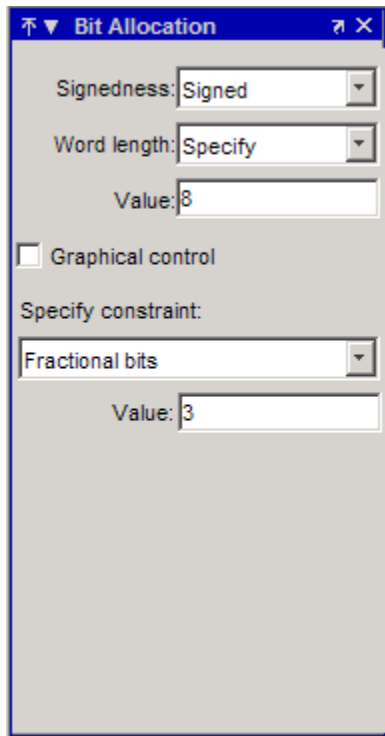 Bit Allocation
Signedness: Signed
Word length: Specify
Value: 8
Graphical control
Specify constraint:
Fractional bits
Value: 3